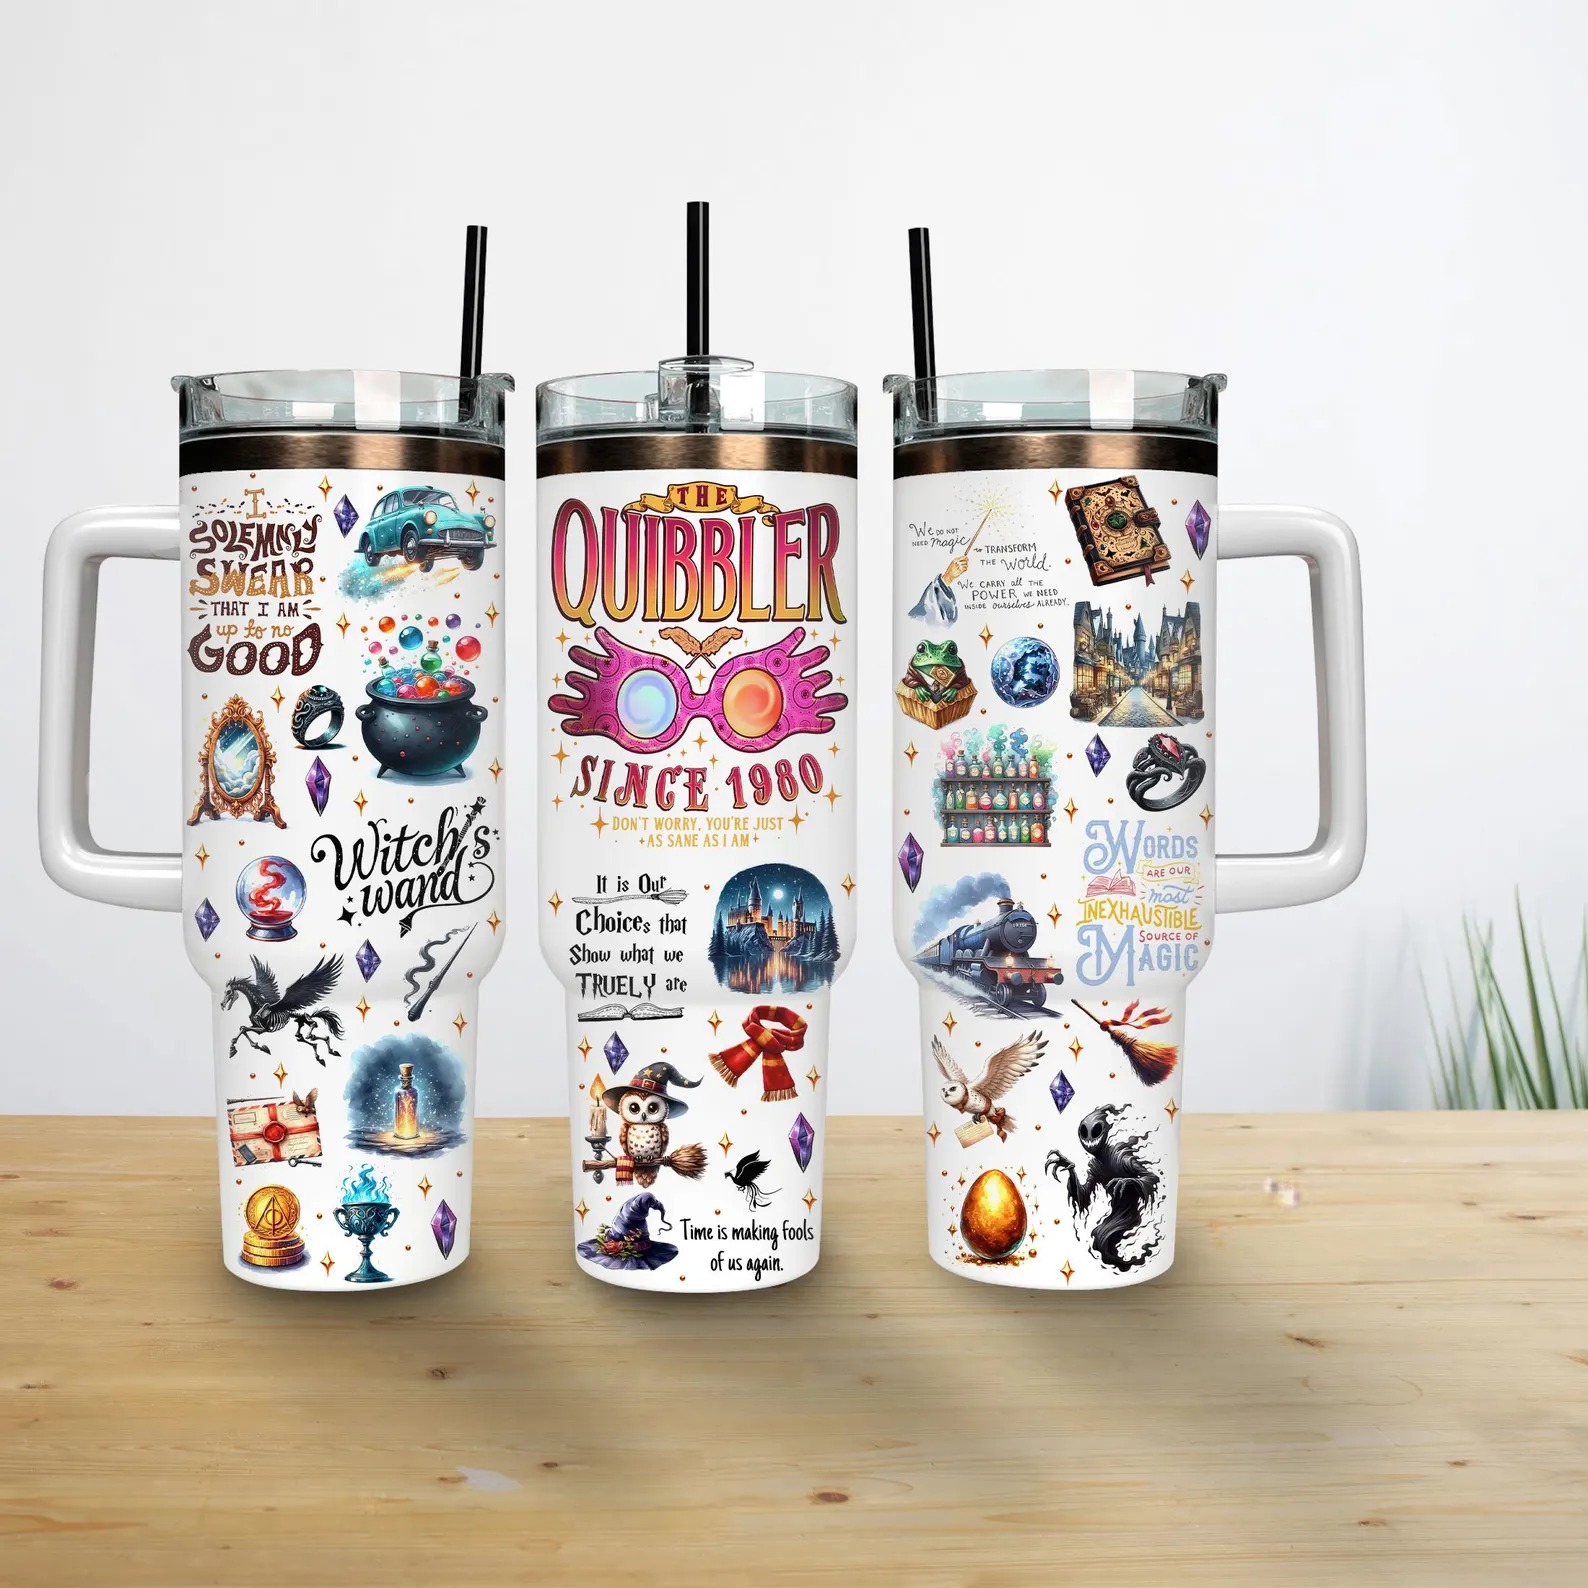 I
SOLEMNLY
SWEAR
THAT I AM
up to no
GOOD
Witch's
wand
THE
QUIBBLER
SINCE 1980
DON'T WORRY, YOU'RE JUST
AS SANE AS I AM
It is Our
Choices that
Show what we
TRUELY are
Time is making fools
of us again.
We DO NOT
NEED magic
to TRANSFORM
THE World.
We CARRY all THE
POWER WE NEED
INSIDE ourselves ALREADY.
WORDS
ARE OUR
most
INEXHAUSTIBLE
SOURCE OF
MAGIC